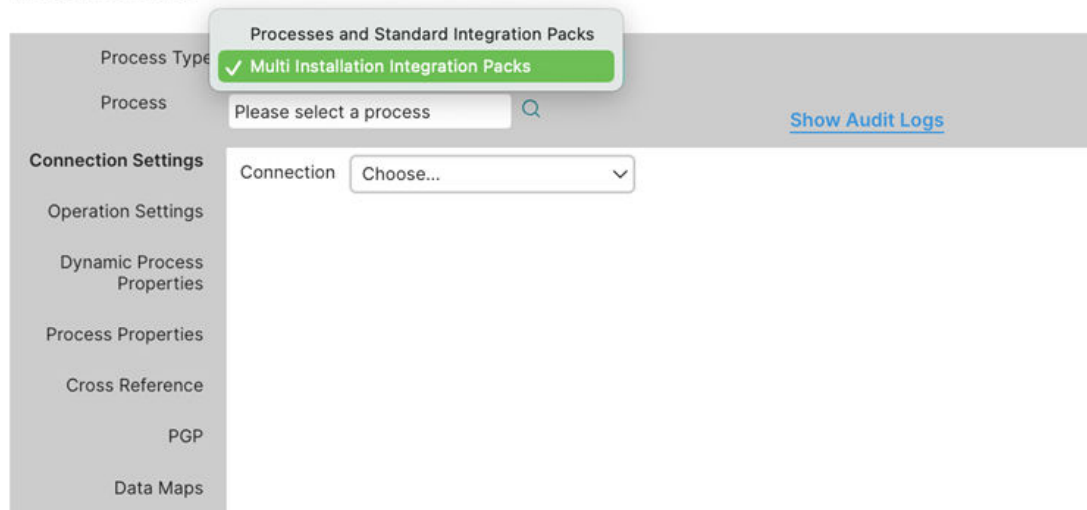 Processes and Standard Integration Packs
Process Type
✓ Multi Installation Integration Packs
Process
Please select a process
Show Audit Logs
Connection Settings
Connection
Choose...
Operation Settings
Dynamic Process
Properties
Process Properties
Cross Reference
PGP
Data Maps